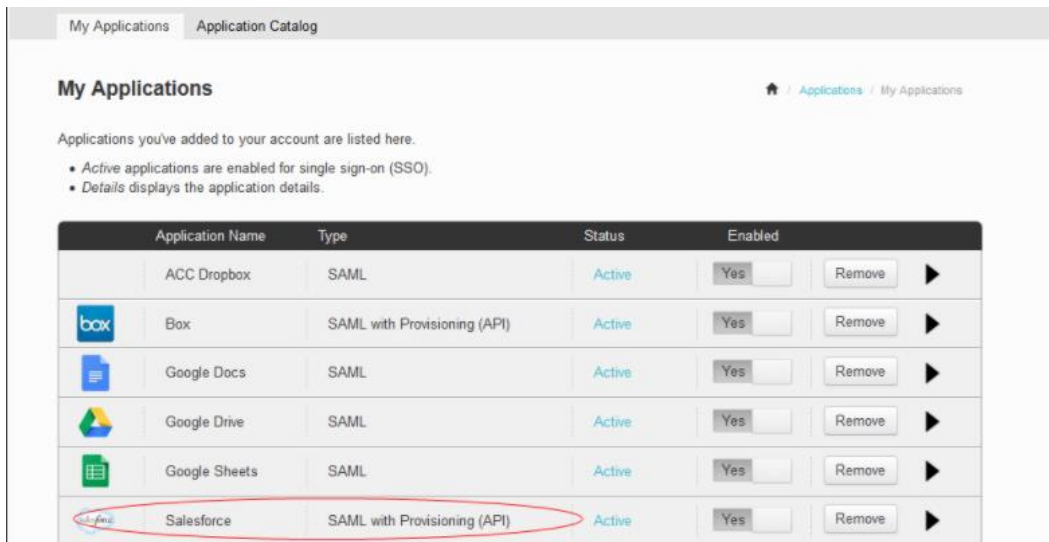 My Applications Application Catalog
My Applications
/ Applications / My Applications
Applications you've added to your account are listed here.
• Active applications are enabled for single sign-on (SSO).
• Details displays the application details.
Application Name Type Status Enabled
ACC Dropbox SAML Active Yes Remove
box Box SAML with Provisioning (API) Active Yes Remove
Google Docs SAML Active Yes Remove
Google Drive SAML Active Yes Remove
Google Sheets SAML Active Yes Remove
salesforce Salesforce SAML with Provisioning (API) Active Yes Remove